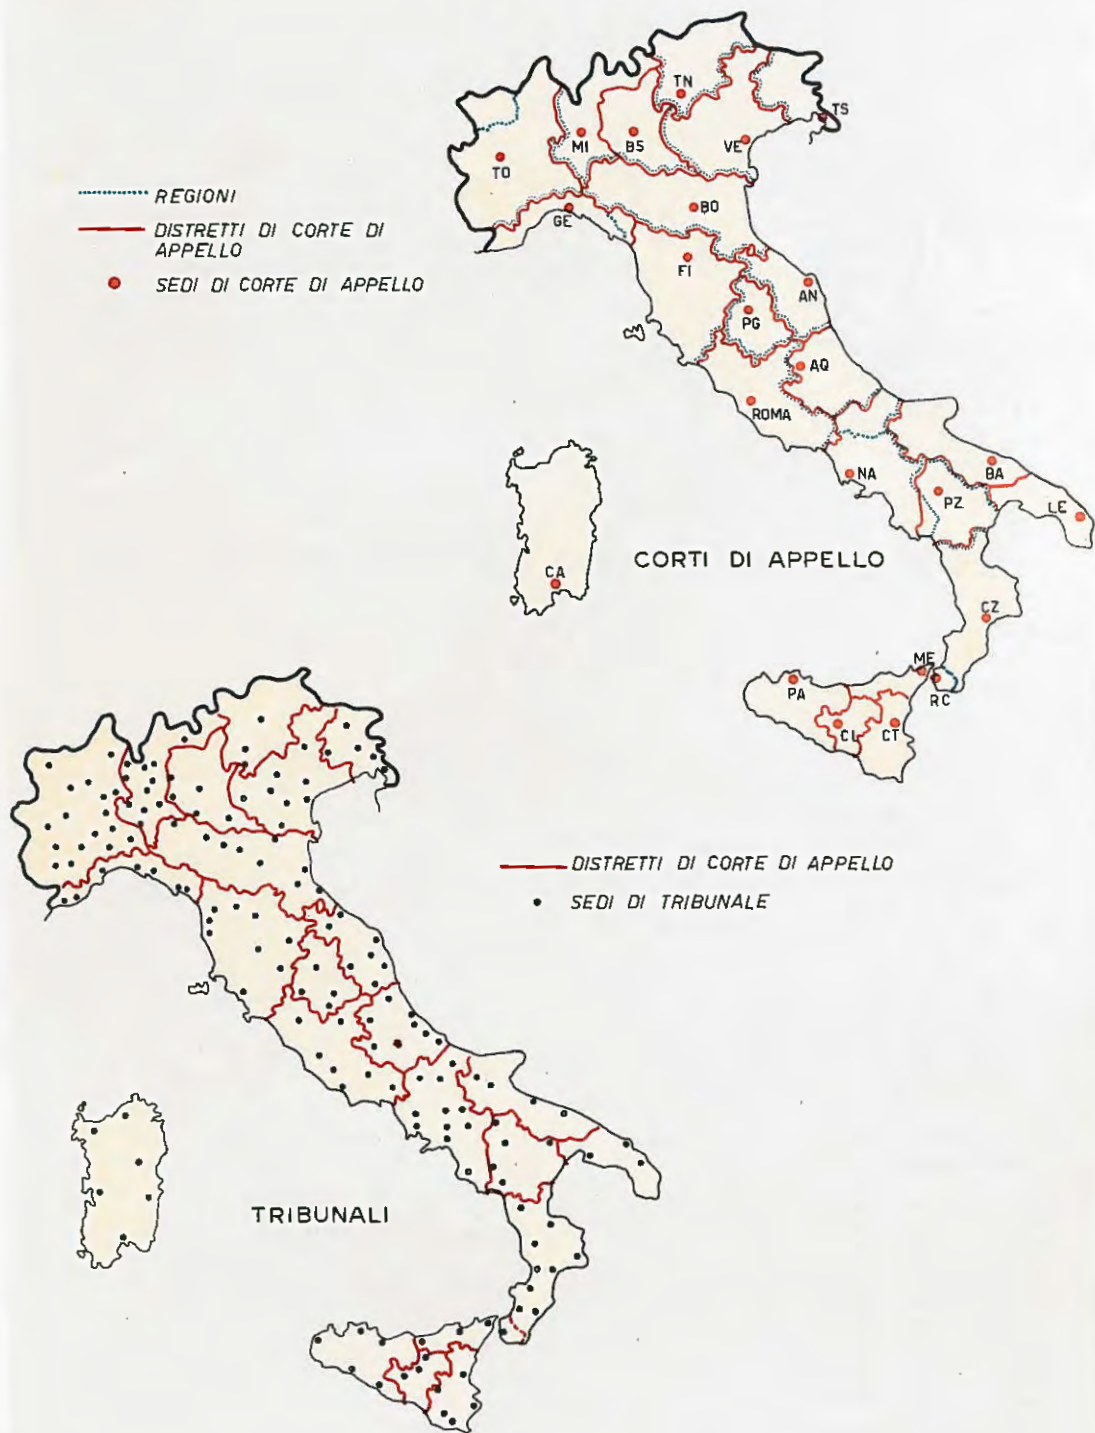 TN
TS
MI
BS
VE
TO
REGIONI
DISTRETTI DI CORTE DI
APPELLO
SEDI DI CORTE DI APPELLO
GE
BO
FI
AN
PG
AQ
ROMA
NA
BA
PZ
LE
CORTI DI APPELLO
CA
CZ
ME
PA
RC
CL
CT
DISTRETTI DI CORTE DI APPELLO
SEDI DI TRIBUNALE
TRIBUNALI